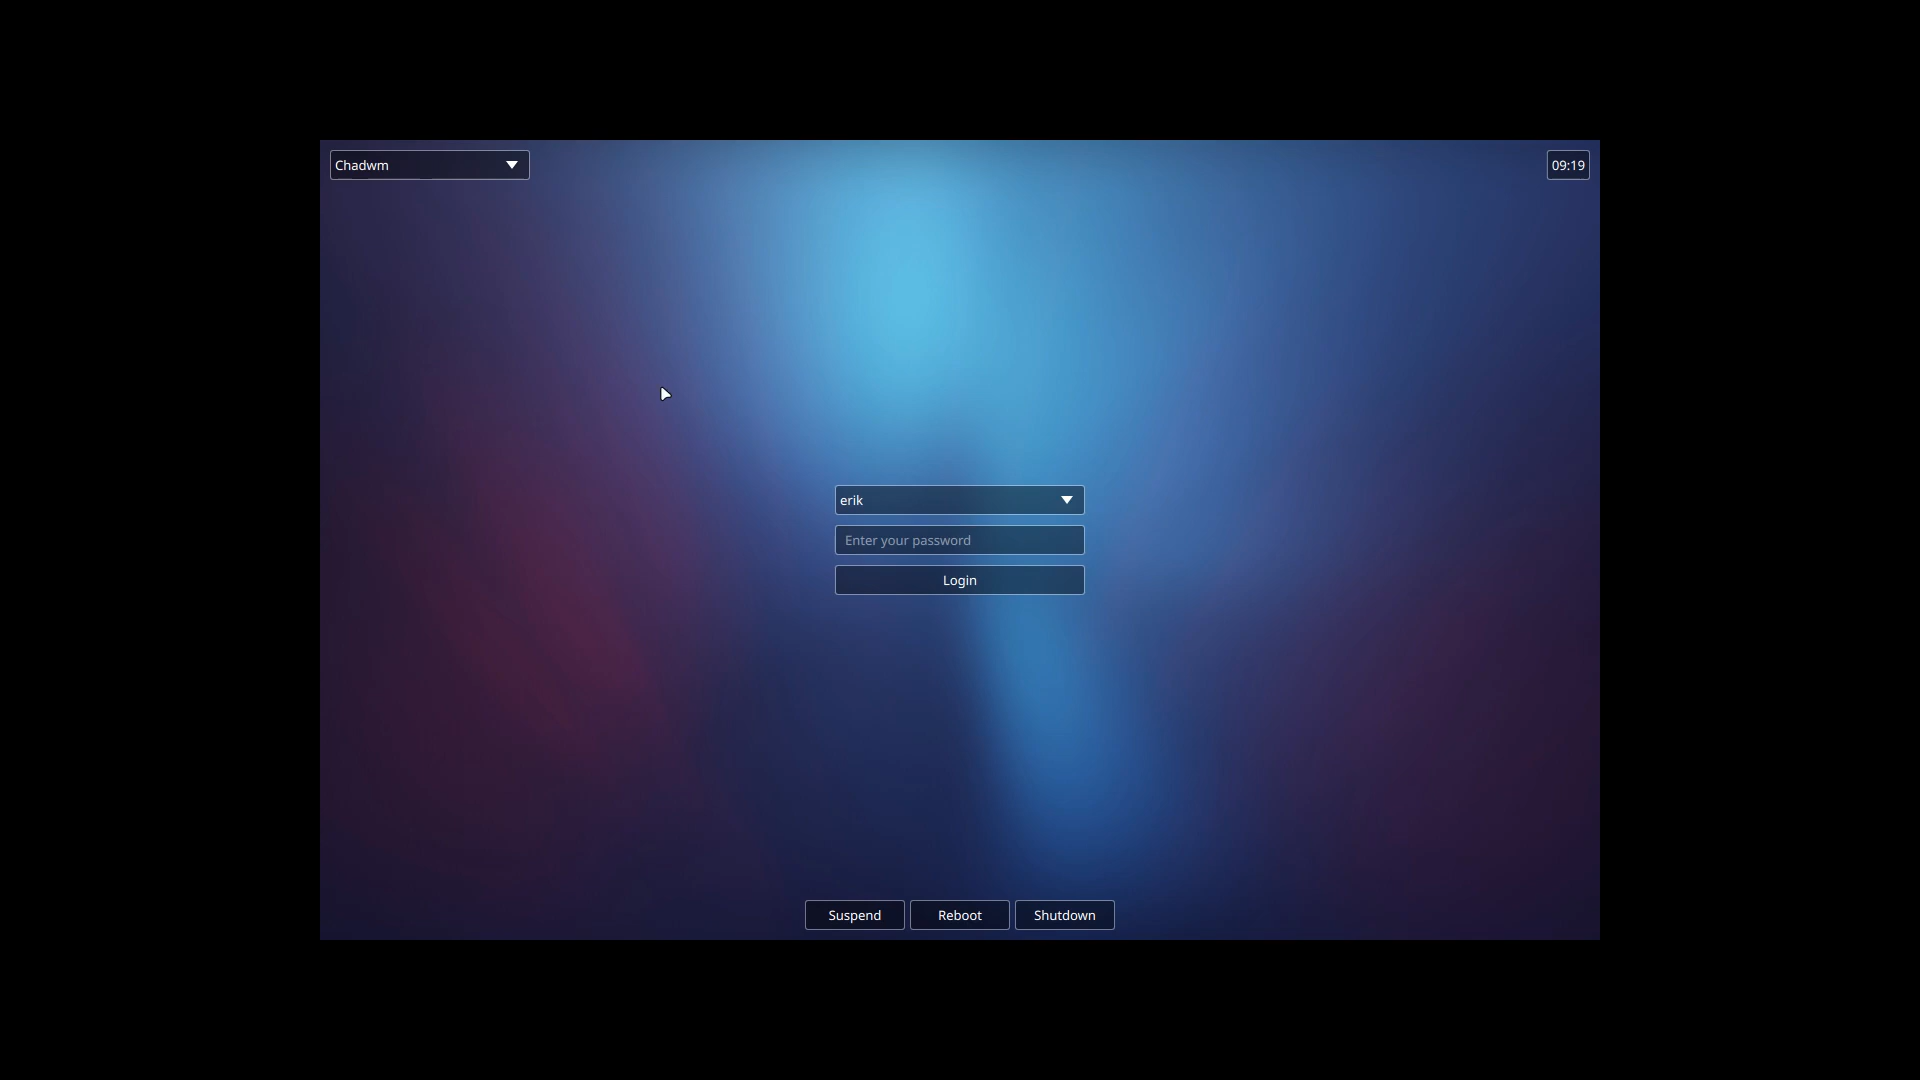 Chadwm
09:19
erik
Enter your password
Login
Suspend
Reboot
Shutdown